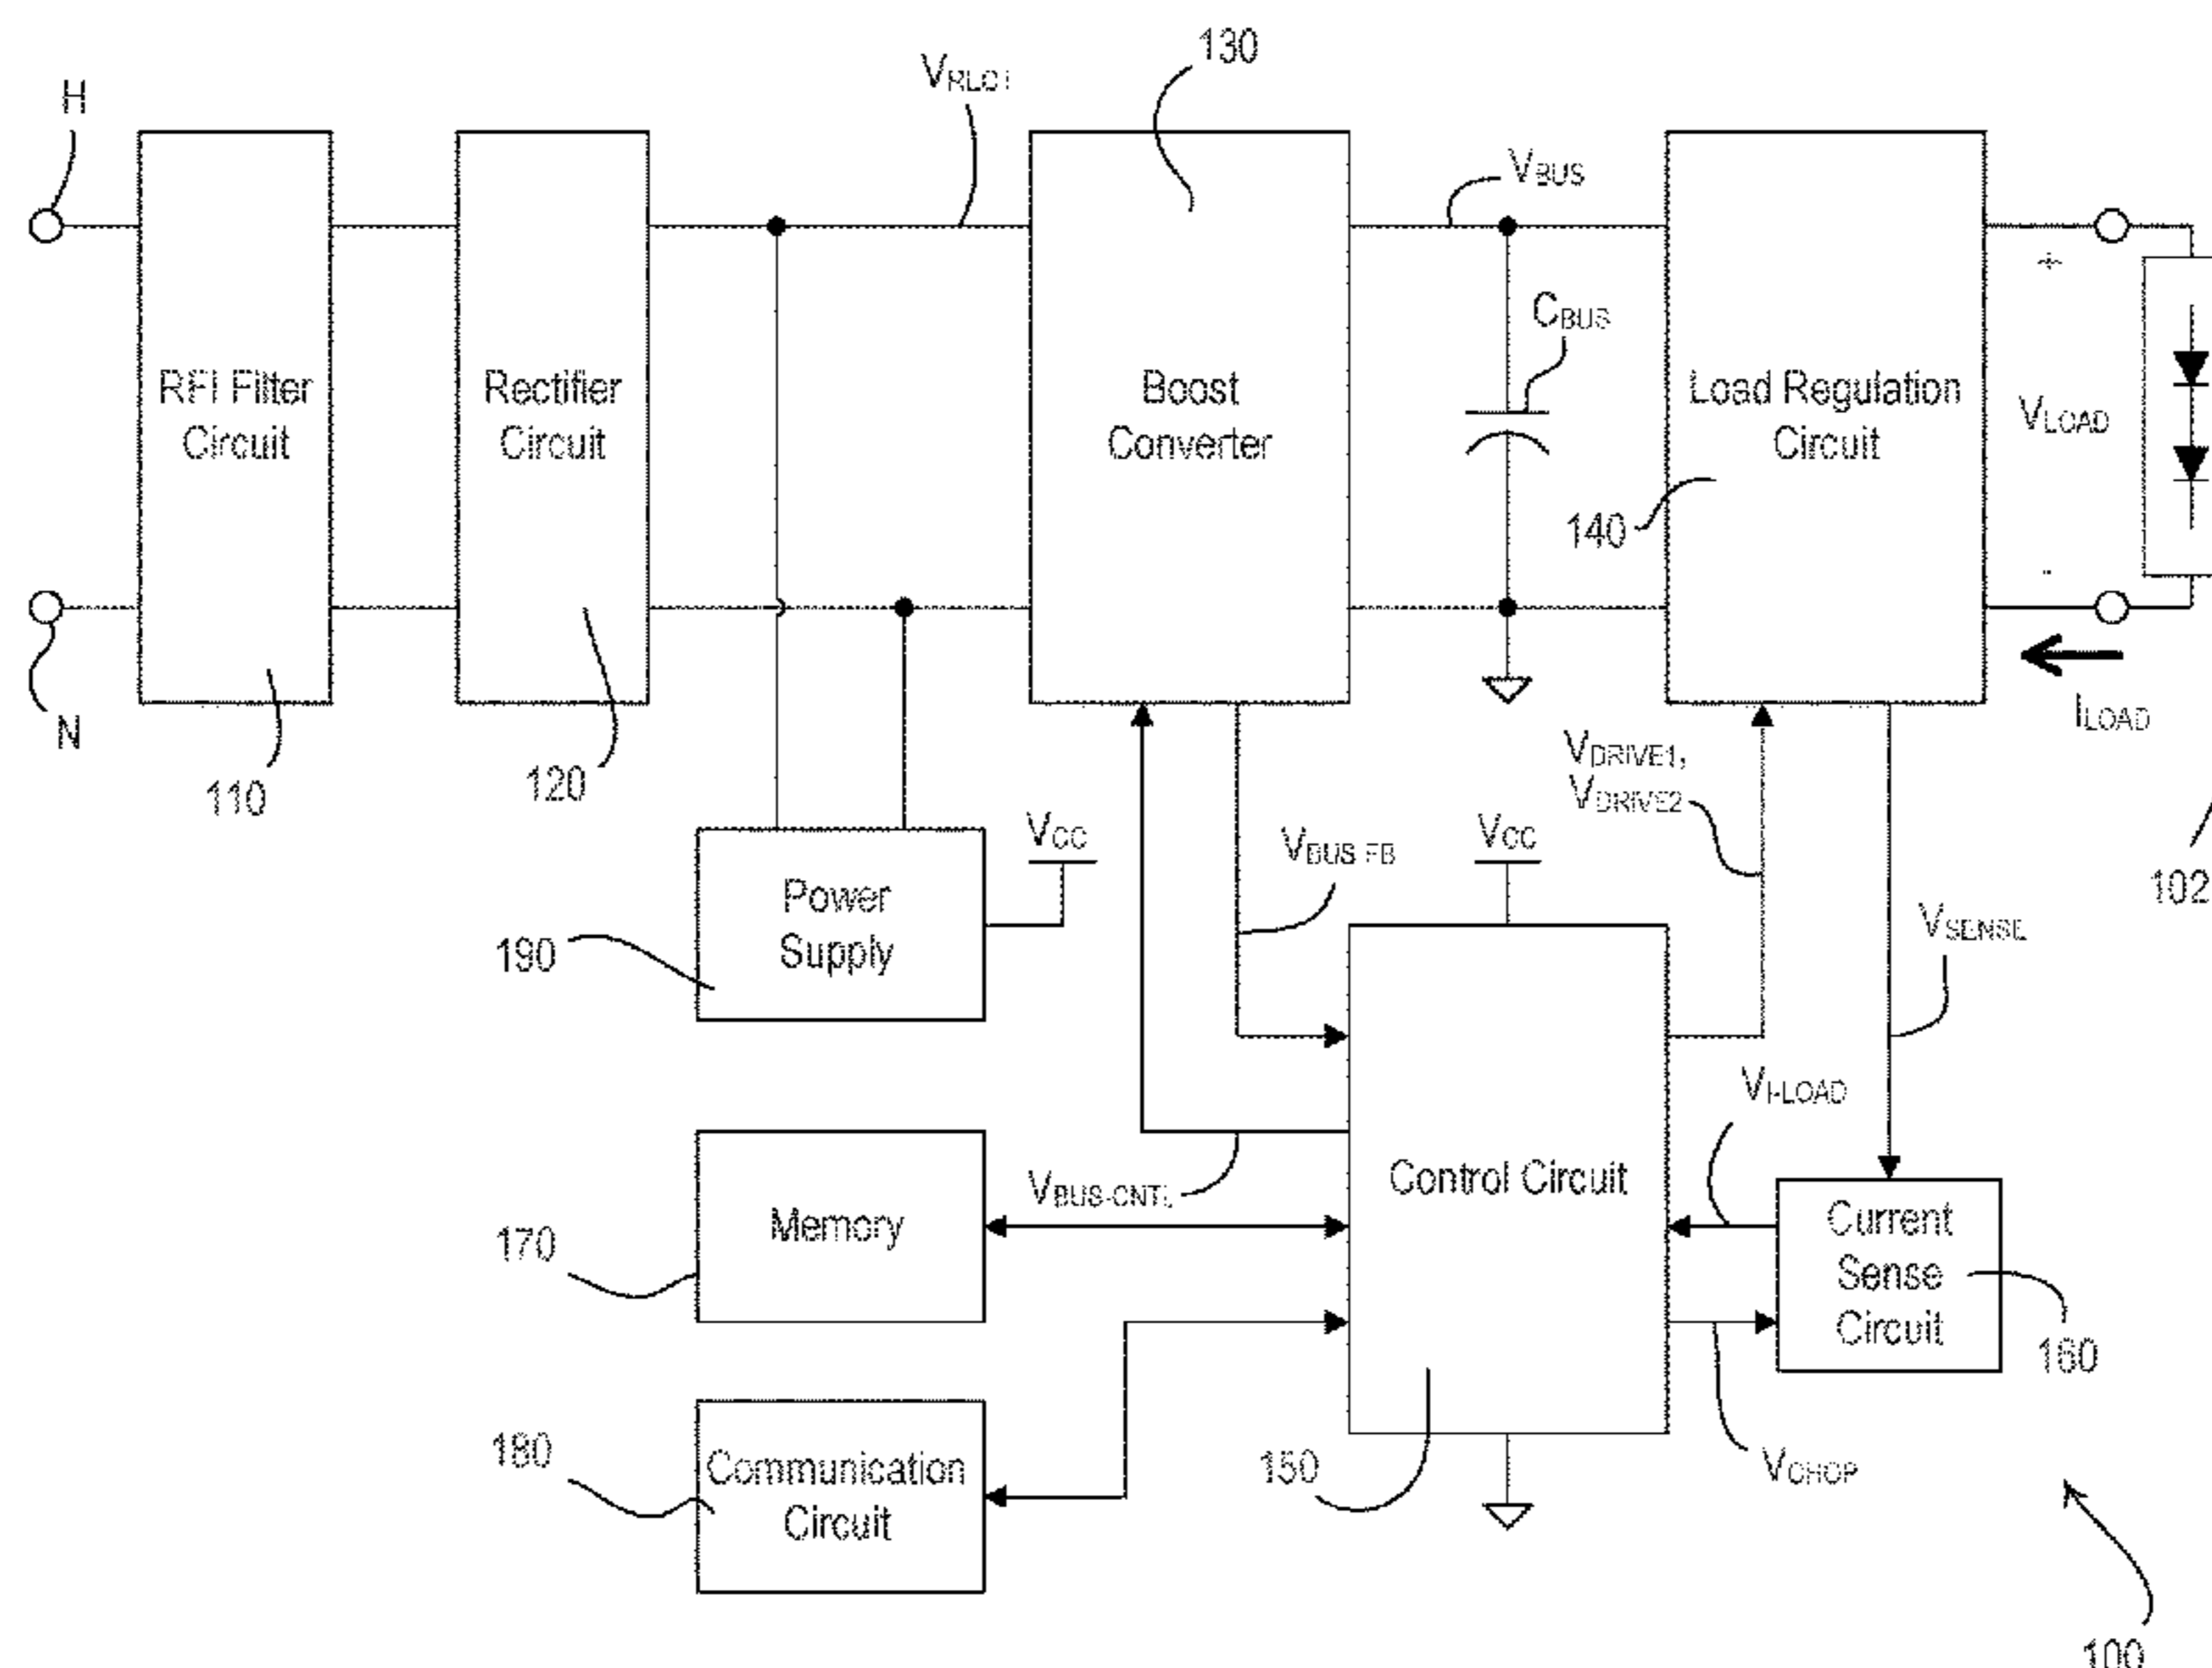 130
V
H
VBUS
CBUS
RFI Filter
Circuit
Rectifier
Circuit
Boost
Converter
Load Regulation
Circuit
+
VLOAD
-
140
N
110
120
ILOAD
VDRIVE1,
VDRIVE2
VCC
VCC
VBUS-FB
102
Power
Supply
190
VSENSE
VI-LOAD
Control Circuit
VBUS-CNTL
Memory
170
Current
Sense
Circuit
160
180
Communication
Circuit
150
VCHOP
100